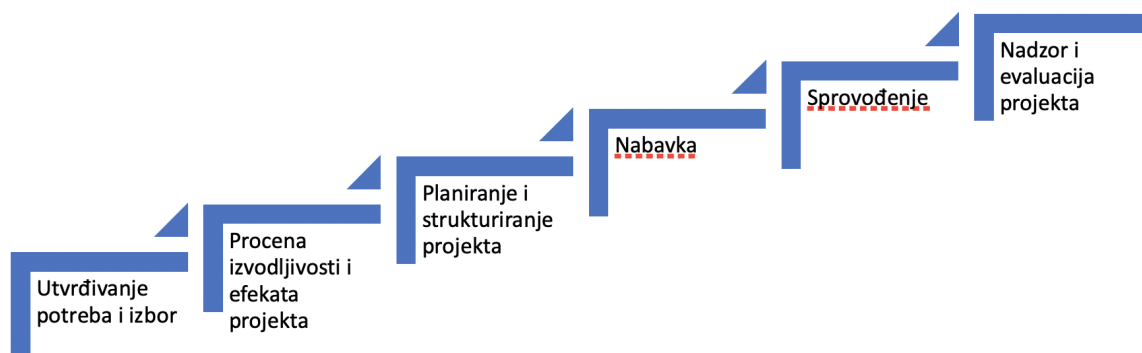 Utvrđivanje
potreba i izbor
Procena
izvodljivosti i
efekata
projekta
Planiranje i
strukturiranje
projekta
Nabavka
Sprovođenje
Nadzor i
evaluacija
projekta